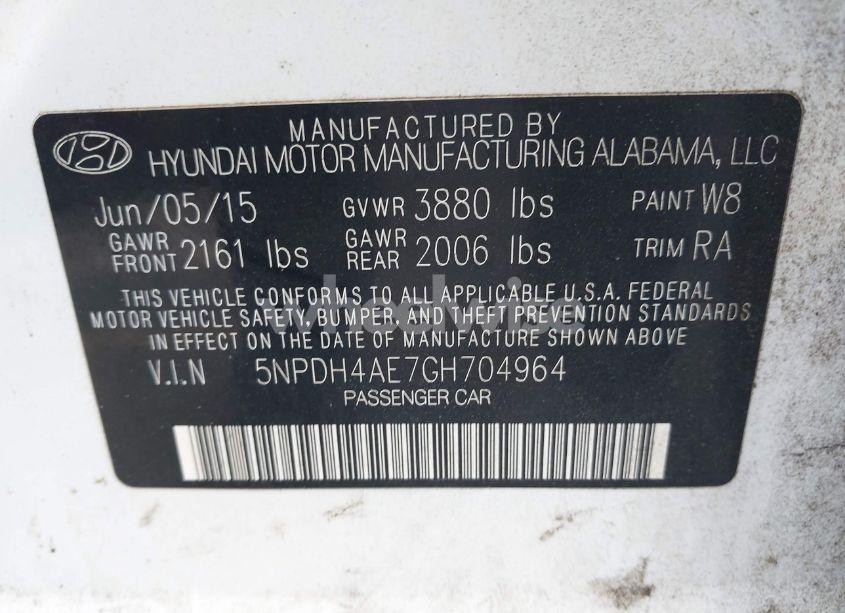 MANUFACTURED BY
HYUNDAI MOTOR MANUFACTURING ALABAMA, LLC
Jun/05/15 GVWR 3880 lbs PAINT W8
GAWR FRONT 2161 lbs GAWR REAR 2006 lbs TRIM RA
THIS VEHICLE CONFORMS TO ALL APPLICABLE U.S.A. FEDERAL
MOTOR VEHICLE SAFETY, BUMPER, AND THEFT PREVENTION STANDARDS
IN EFFECT ON THE DATE OF MANUFACTURE SHOWN ABOVE
V.I.N 5NPDH4AE7GH704964
PASSENGER CAR
wheelwise